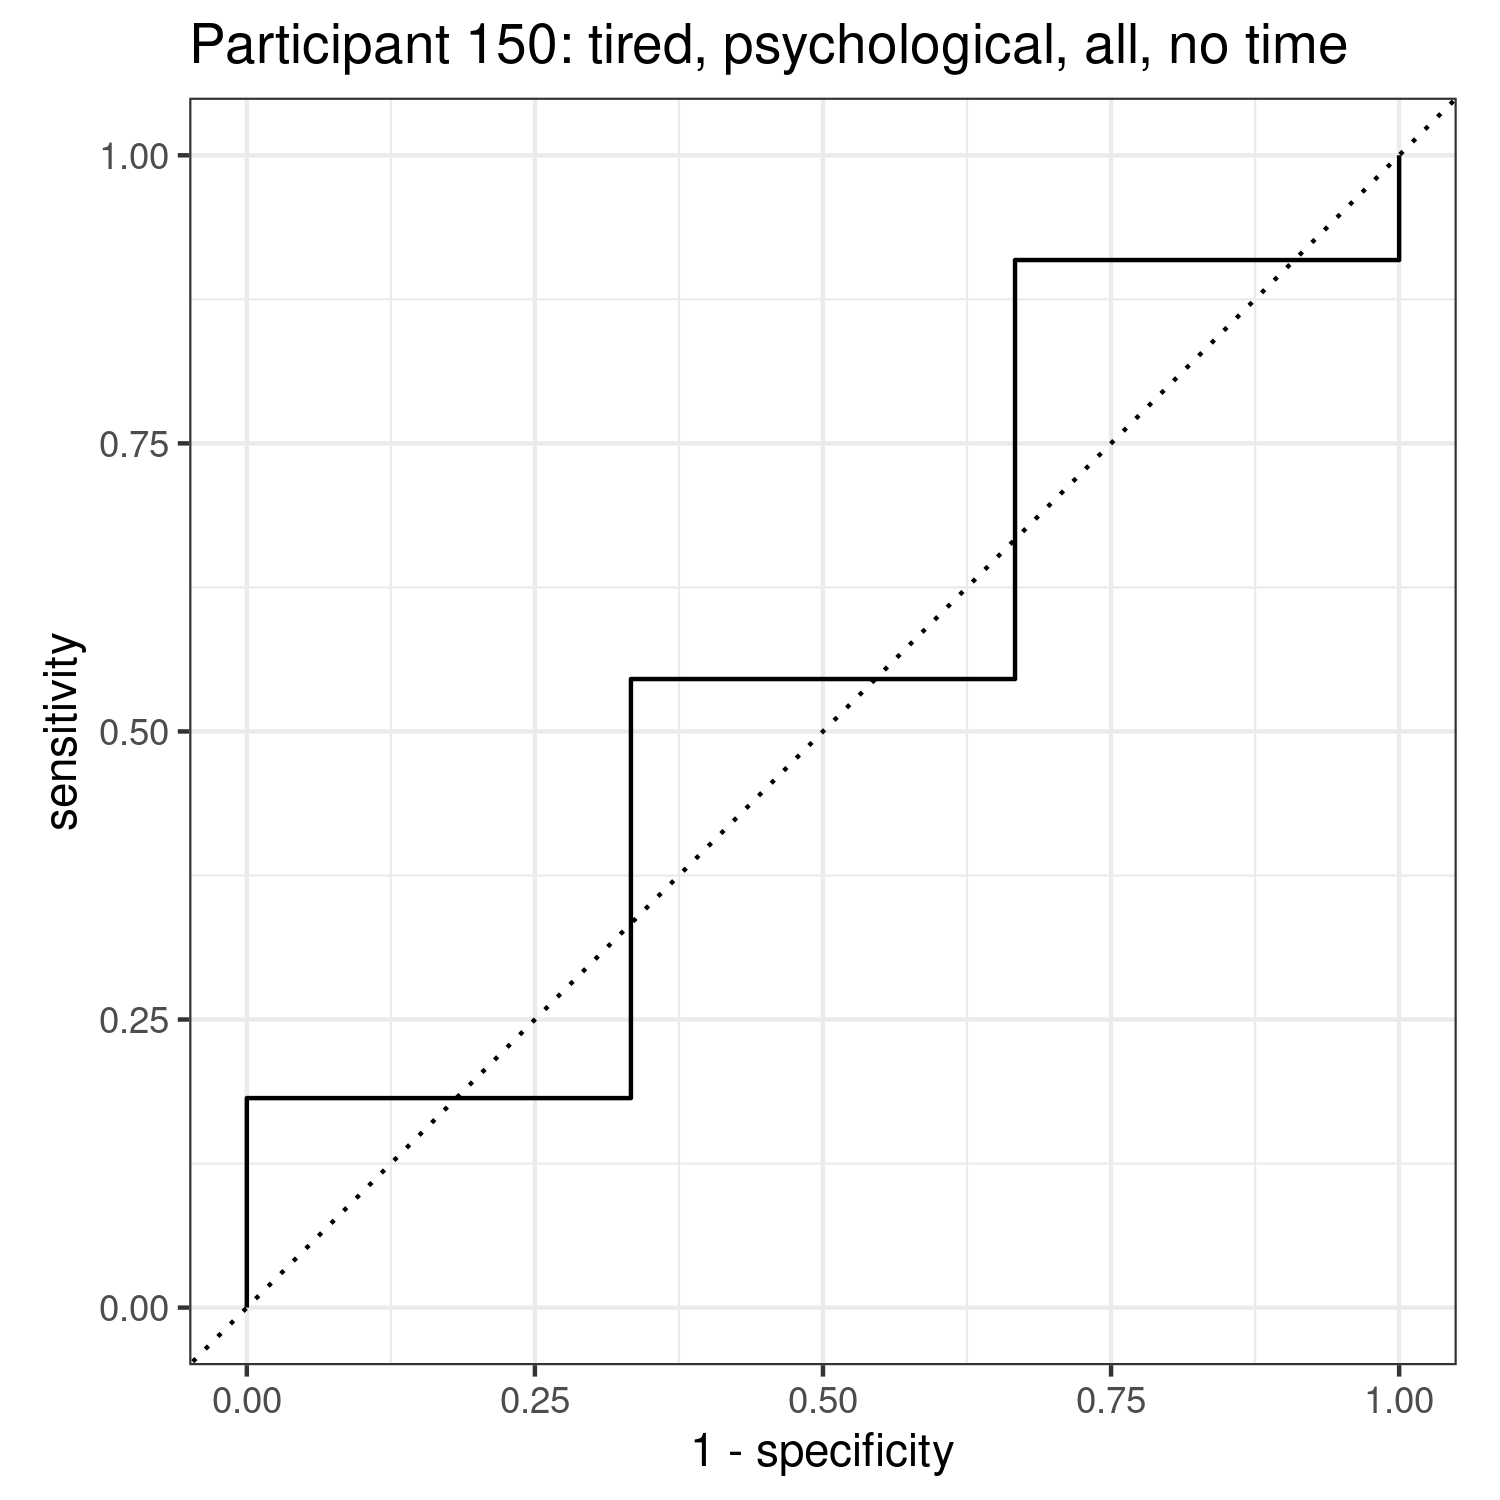 Participant 150: tired, psychological, all, no time
1.00
0.75
0.50
0.25
0.00
sensitivity
0.00 0.25 0.50 0.75 1.00
1 - specificity